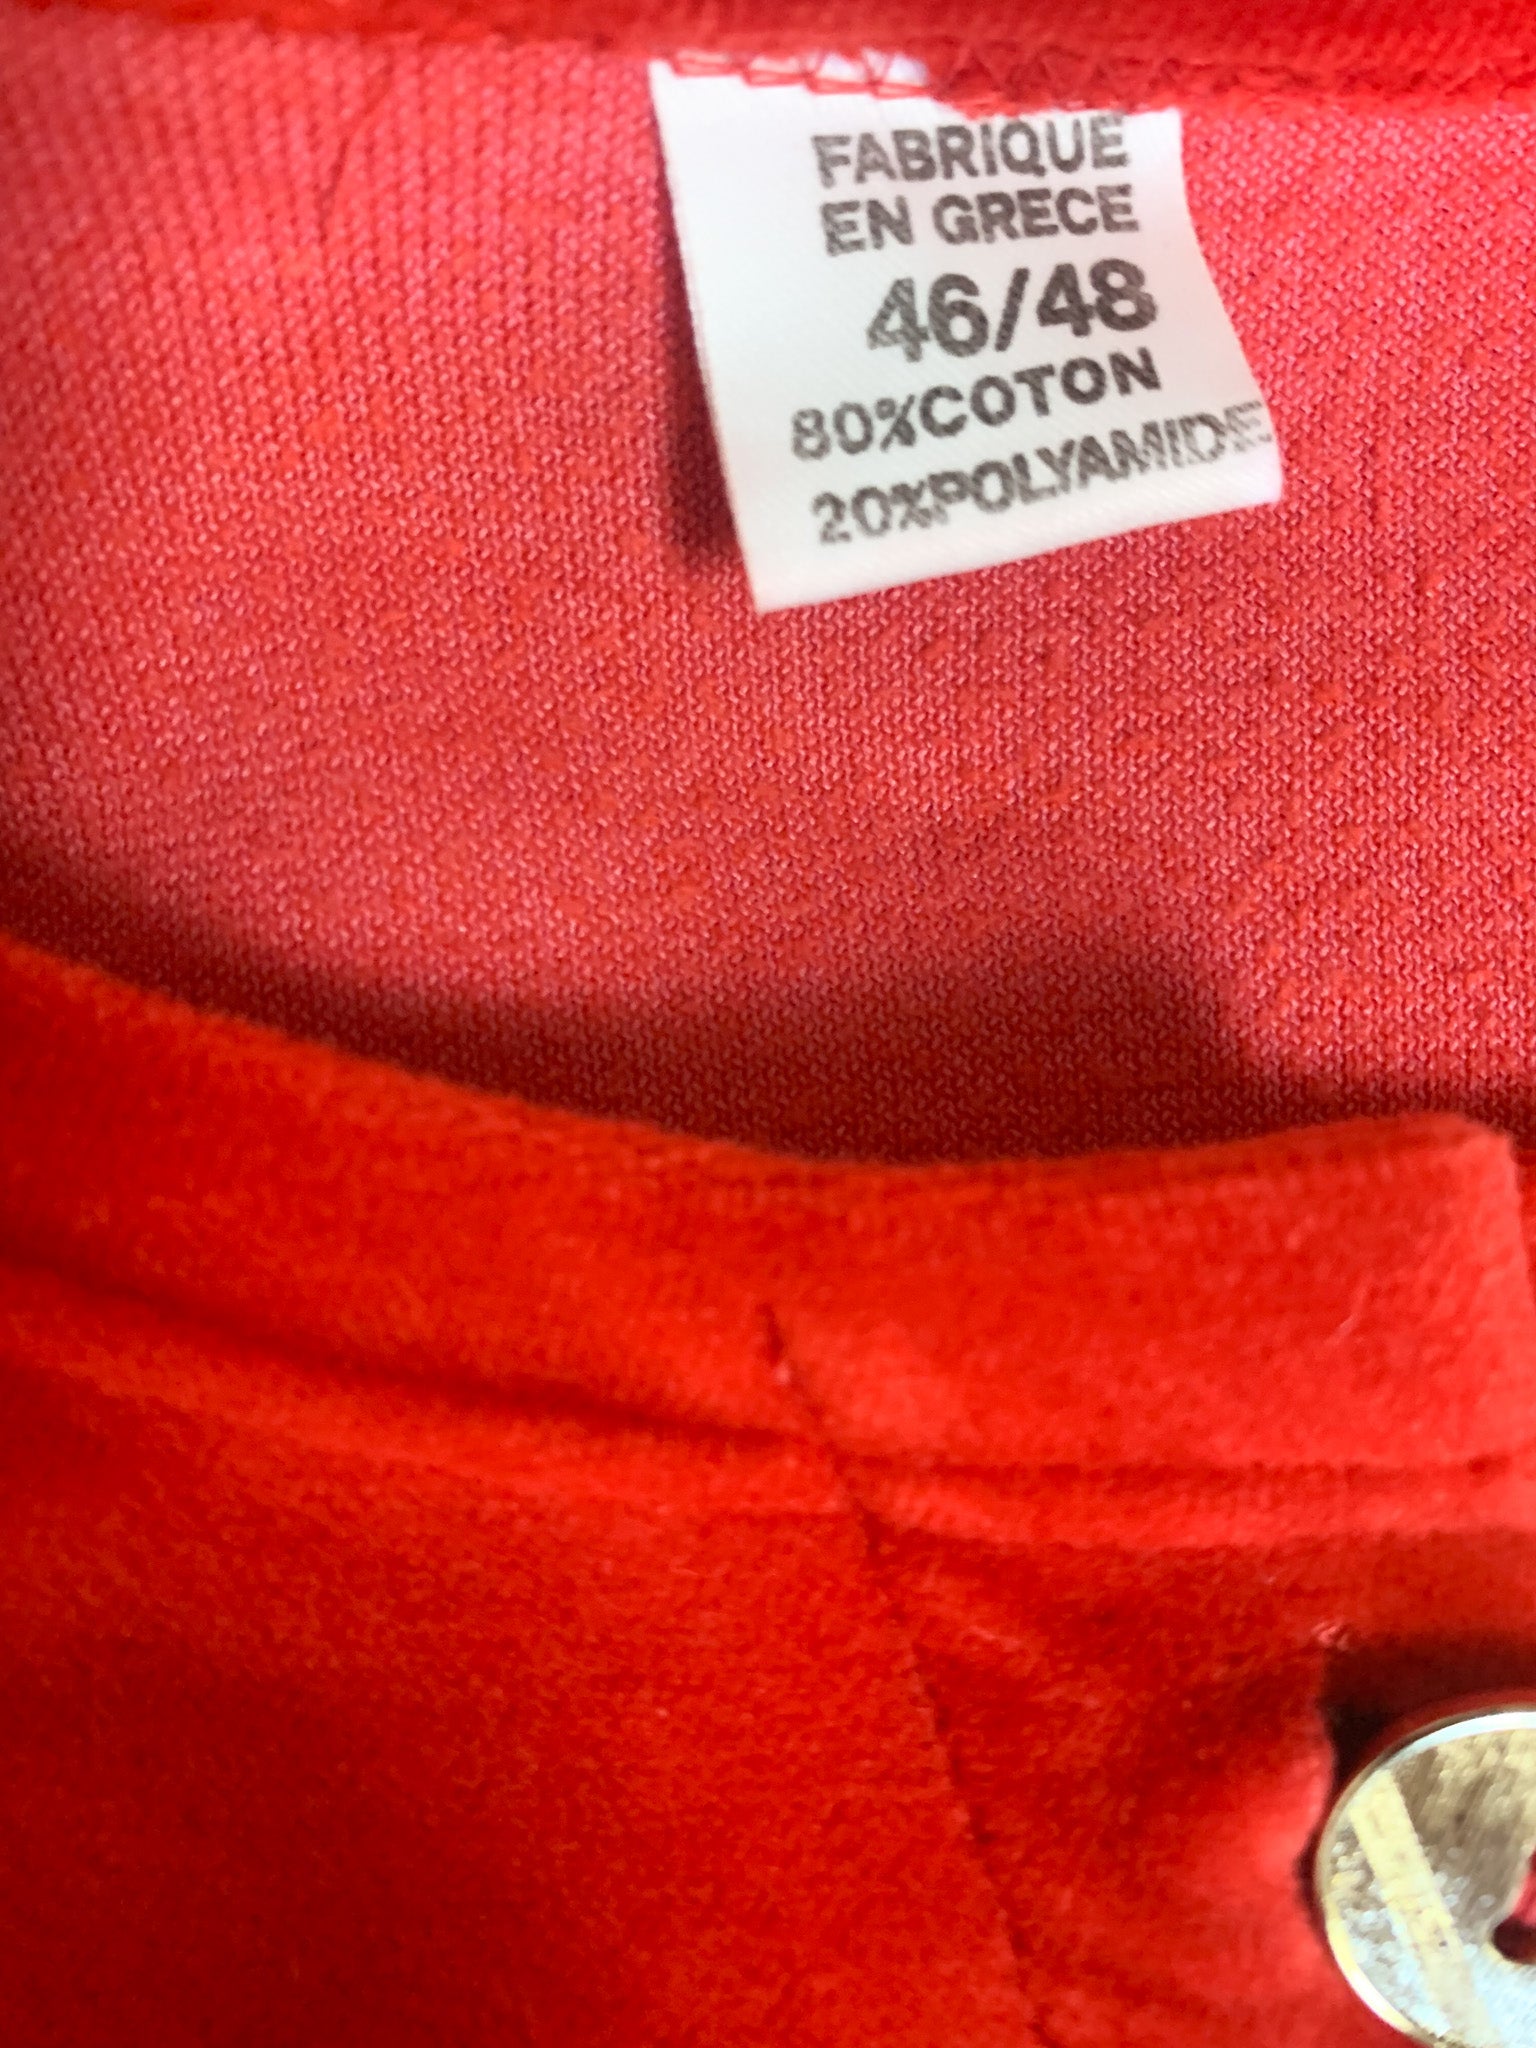 FABRIQUE
EN GRECE
46/48
80%COTON
20%POLYAMIDE